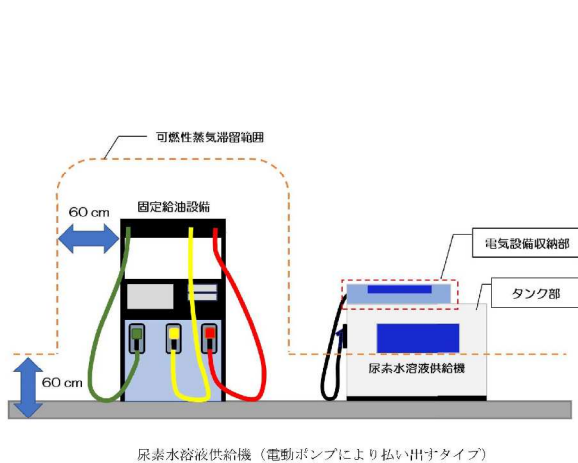 可燃性蒸気滞留範囲
60 cm
固定給油設備
電気設備収納部
タンク部
尿素水溶液供給機
60 cm
尿素水溶液供給機（電動ポンプにより払い出すタイプ）